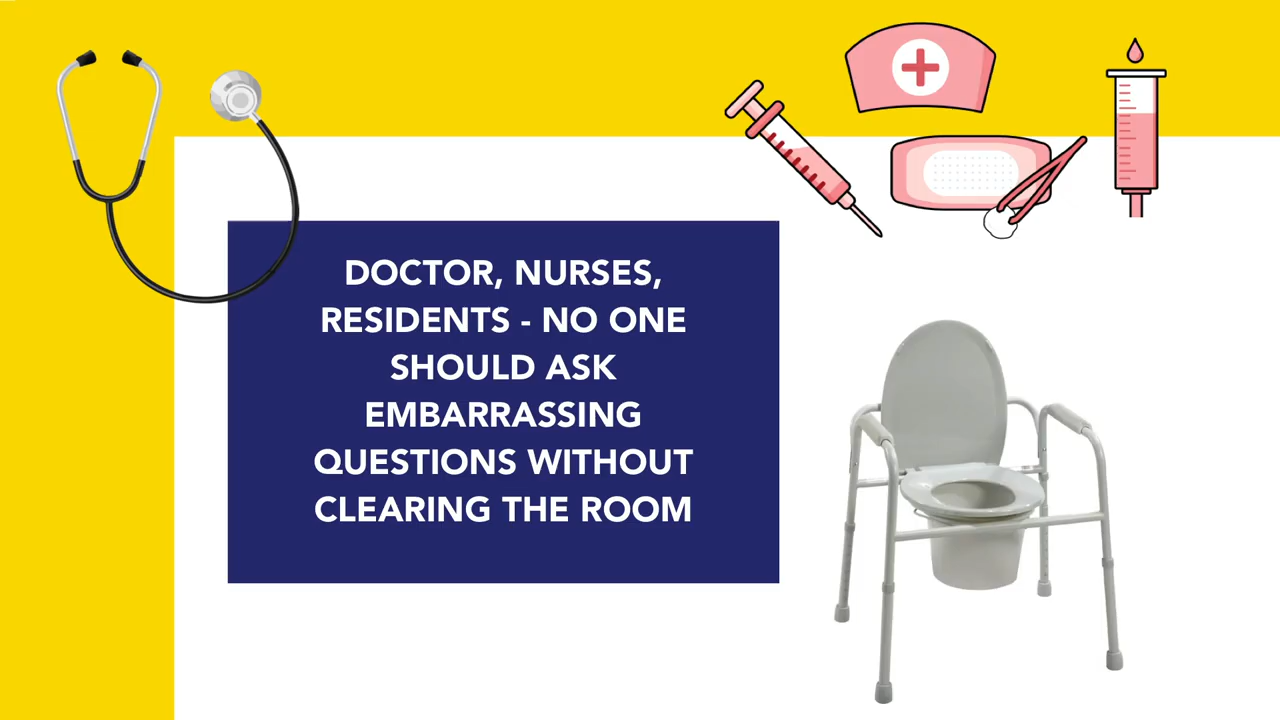 DOCTOR, NURSES,
RESIDENTS - NO ONE
SHOULD ASK
EMBARRASSING
QUESTIONS WITHOUT
CLEARING THE ROOM